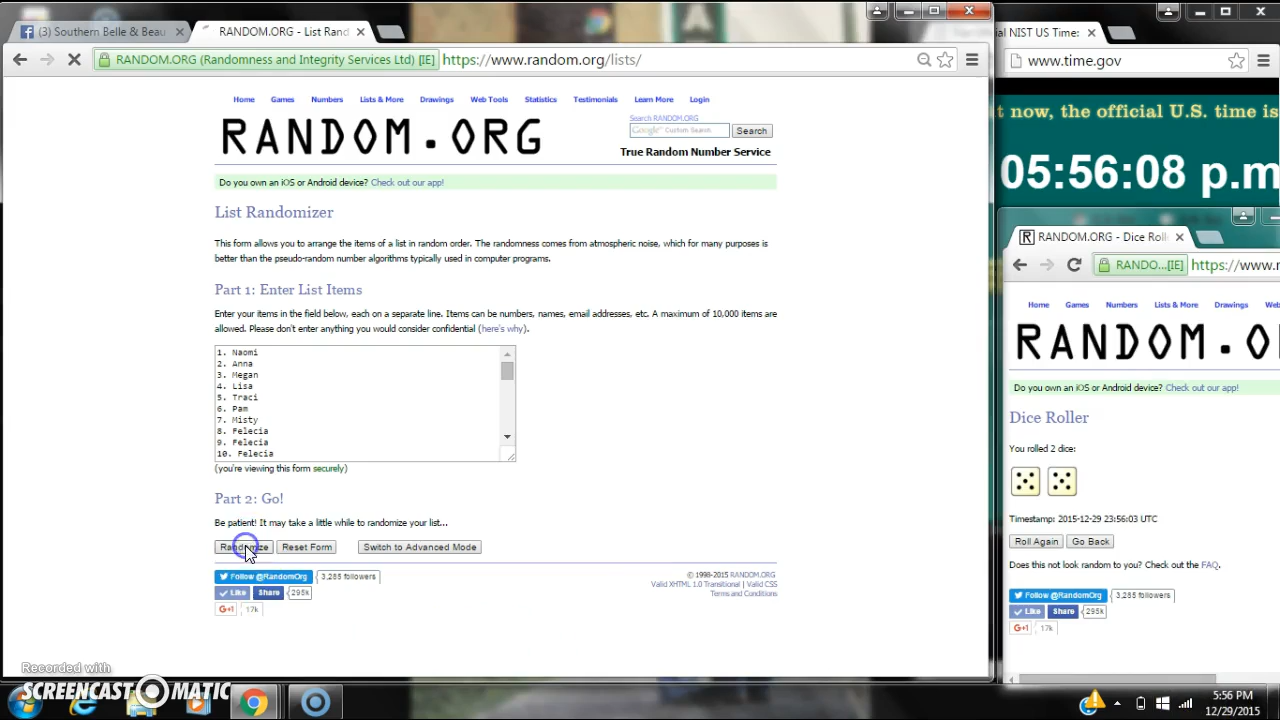 (3) Southern Belle & Beau
RANDOM.ORG - List Rand
RANDOM.ORG (Randomness and Integrity Services Ltd) [IE]
https://www.random.org/lists/
Home Games Numbers Lists & More Drawings Web Tools Statistics Testimonials Learn More Login
RANDOM.ORG
Search RANDOM.ORG
Google Custom Search
Search
True Random Number Service
Do you own an iOS or Android device? Check out our app!
List Randomizer
This form allows you to arrange the items of a list in random order. The randomness comes from atmospheric noise, which for many purposes is
better than the pseudo-random number algorithms typically used in computer programs.
Part 1: Enter List Items
Enter your items in the field below, each on a separate line. Items can be numbers, names, email addresses, etc. A maximum of 10,000 items are
allowed. Please don't enter anything you would consider confidential (here's why).
1. Naomi
2. Anna
3. Megan
4. Lisa
5. Traci
6. Pam
7. Misty
8. Felecia
9. Felecia
10. Felecia
(you're viewing this form securely)
Part 2: Go!
Be patient! It may take a little while to randomize your list...
Randomize Reset Form Switch to Advanced Mode
Follow @RandomOrg 3,285 followers
Like Share 295k
G+1 17k
© 1998-2015 RANDOM.ORG
Valid XHTML 1.0 Transitional | Valid CSS
Terms and Conditions
NIST US Time:
www.time.gov
t now, the official U.S. time is
05:56:08 p.m
RANDOM.ORG - Dice Roll
RANDO...[IE]
https://www.r
Home Games Numbers Lists & More Drawings Web
RANDOM.O
Do you own an iOS or Android device? Check out our app!
Dice Roller
You rolled 2 dice:
Timestamp: 2015-12-29 23:56:03 UTC
Roll Again Go Back
Does this not look random to you? Check out the FAQ.
Follow @RandomOrg 3,285 followers
Like Share 295k
G+1 17k
Recorded with
SCREENCAST MATIC
5:56 PM
12/29/2015